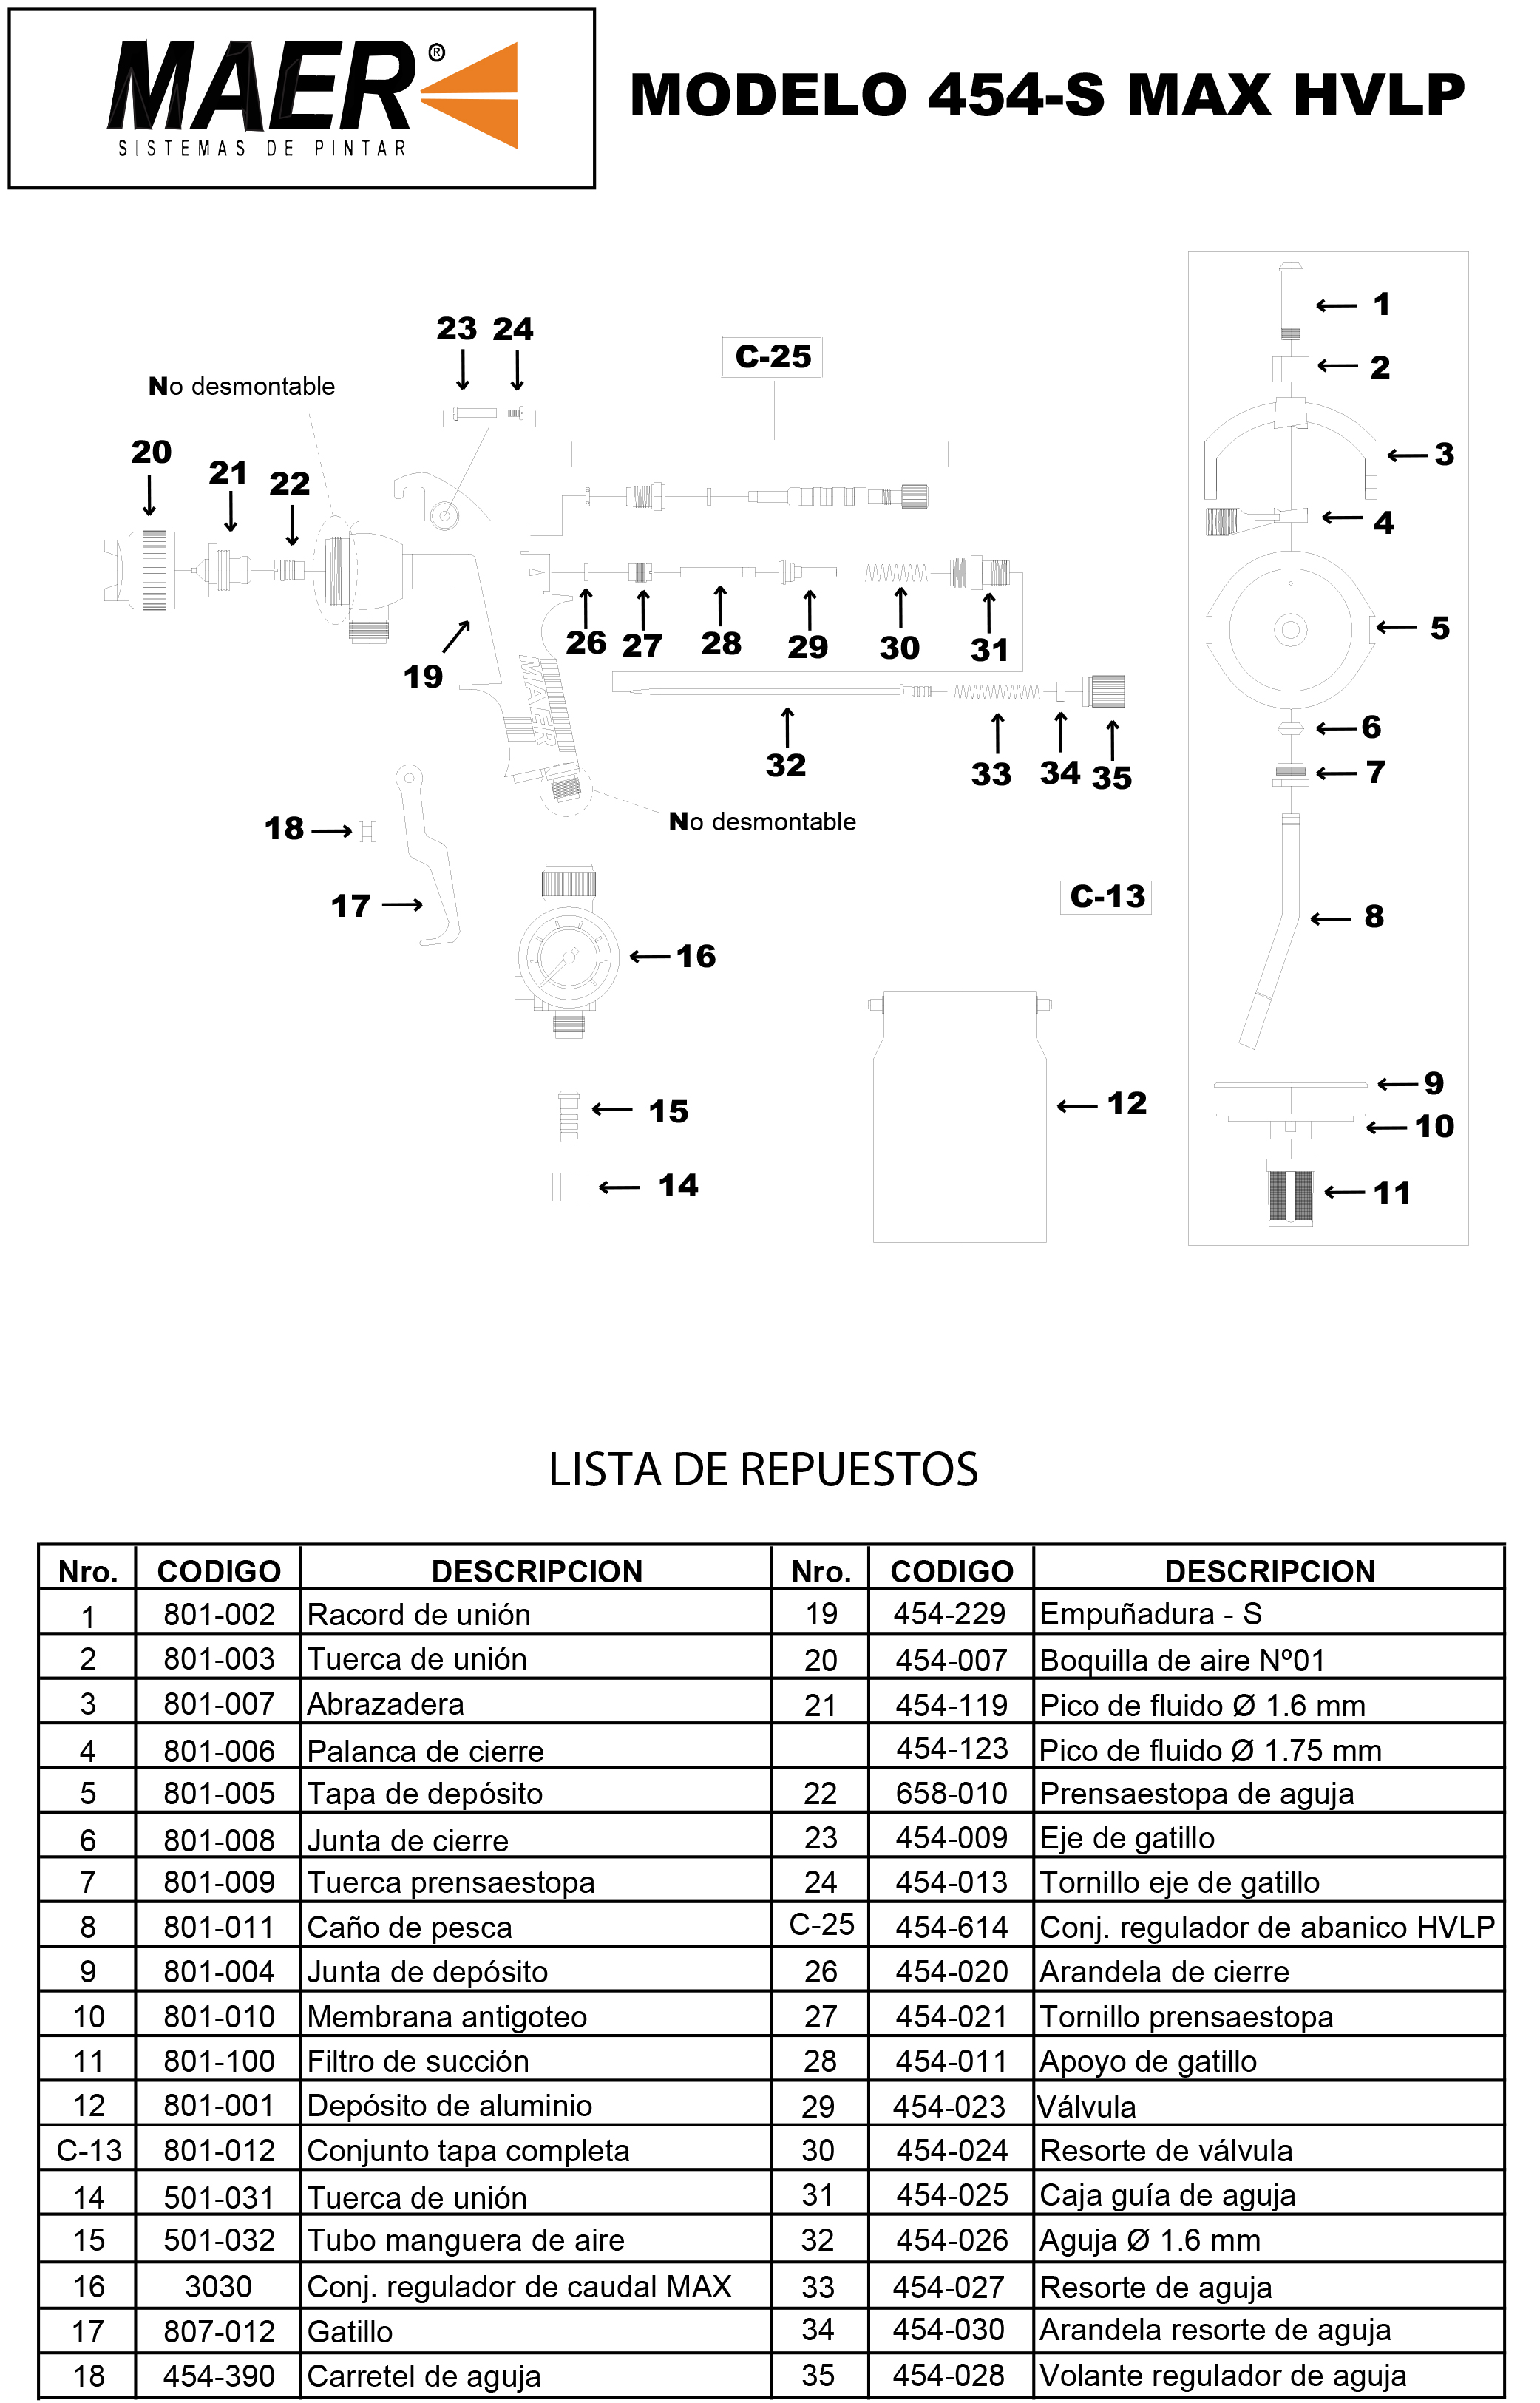 MAER®
SISTEMAS DE PINTAR
MODELO 454-S MAX HVLP
1
2
3
4
5
6
7
8
9
10
11
C-13
12
23 24
C-25
No desmontable
20
21
22
19
26 27 28 29 30 31
MAER
32 33 34 35
No desmontable
18
17
16
15
14
LISTA DE REPUESTOS
Nro. CODIGO DESCRIPCION Nro. CODIGO DESCRIPCION
1 801-002 Racord de unión 19 454-229 Empuñadura - S
2 801-003 Tuerca de unión 20 454-007 Boquilla de aire Nº01
3 801-007 Abrazadera 21 454-119 Pico de fluido Ø 1.6 mm
4 801-006 Palanca de cierre 454-123 Pico de fluido Ø 1.75 mm
5 801-005 Tapa de depósito 22 658-010 Prensaestopa de aguja
6 801-008 Junta de cierre 23 454-009 Eje de gatillo
7 801-009 Tuerca prensaestopa 24 454-013 Tornillo eje de gatillo
8 801-011 Caño de pesca C-25 454-614 Conj. regulador de abanico HVLP
9 801-004 Junta de depósito 26 454-020 Arandela de cierre
10 801-010 Membrana antigoteo 27 454-021 Tornillo prensaestopa
11 801-100 Filtro de succión 28 454-011 Apoyo de gatillo
12 801-001 Depósito de aluminio 29 454-023 Válvula
C-13 801-012 Conjunto tapa completa 30 454-024 Resorte de válvula
14 501-031 Tuerca de unión 31 454-025 Caja guía de aguja
15 501-032 Tubo manguera de aire 32 454-026 Aguja Ø 1.6 mm
16 3030 Conj. regulador de caudal MAX 33 454-027 Resorte de aguja
17 807-012 Gatillo 34 454-030 Arandela resorte de aguja
18 454-390 Carretel de aguja 35 454-028 Volante regulador de aguja